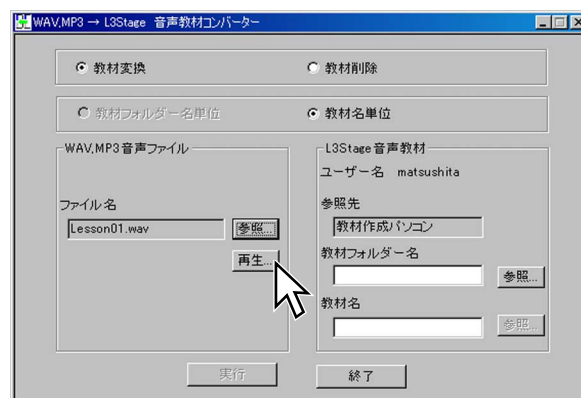 WAV,MP3 → L3Stage 音声教材コンバーター
教材変換 教材削除
教材フォルダー名単位 教材名単位
WAV,MP3音声ファイル
ファイル名
Lesson01.wav 参照...
再生...
L3Stage音声教材
ユーザー名 matsushita
参照先
教材作成パソコン
教材フォルダー名
参照...
教材名
参照...
実行 終了